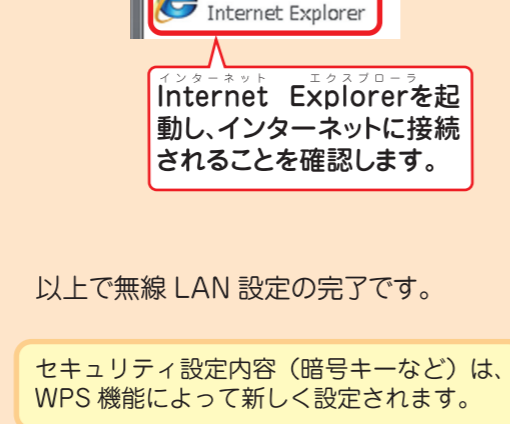 Internet Explorer
インターネット エクスプローラ
Internet Explorerを起
動し、インターネットに接続
されることを確認します。
以上で無線 LAN 設定の完了です。
セキュリティ設定内容（暗号キーなど）は、
WPS 機能によって新しく設定されます。